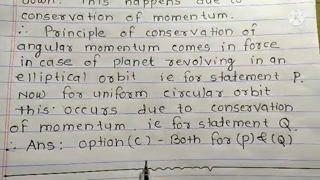 down. This happens due to
conservation of momentum.
∴ Principle of conservation of
angular momentum comes in force
in case of planet revolving in an
elliptical orbit ie for statement P.
Now for uniform circular orbit
this occurs due to conservation
of momentum ie for statement Q.
∴ Ans: option (C) - Both for (P) & (Q)